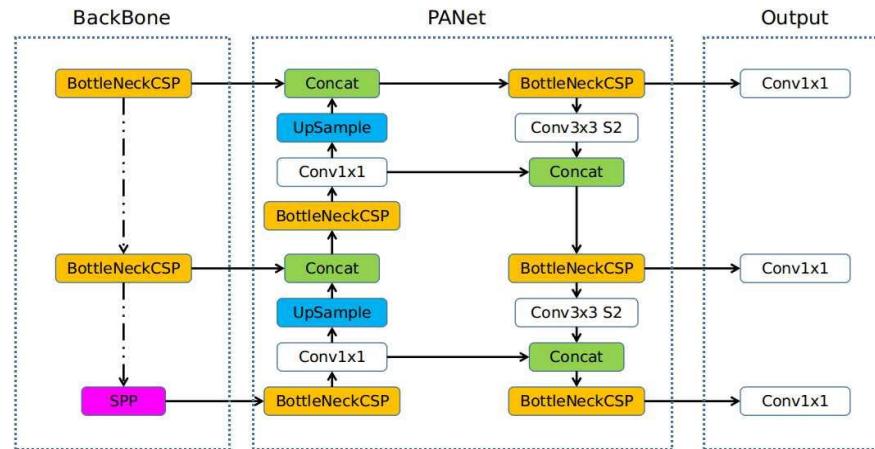 BackBone
PANet
Output
BottleNeckCSP
Concat
BottleNeckCSP
Conv1x1
UpSample
Conv3x3 S2
Conv1x1
Concat
BottleNeckCSP
BottleNeckCSP
Concat
BottleNeckCSP
Conv1x1
UpSample
Conv3x3 S2
Conv1x1
Concat
SPP
BottleNeckCSP
BottleNeckCSP
Conv1x1